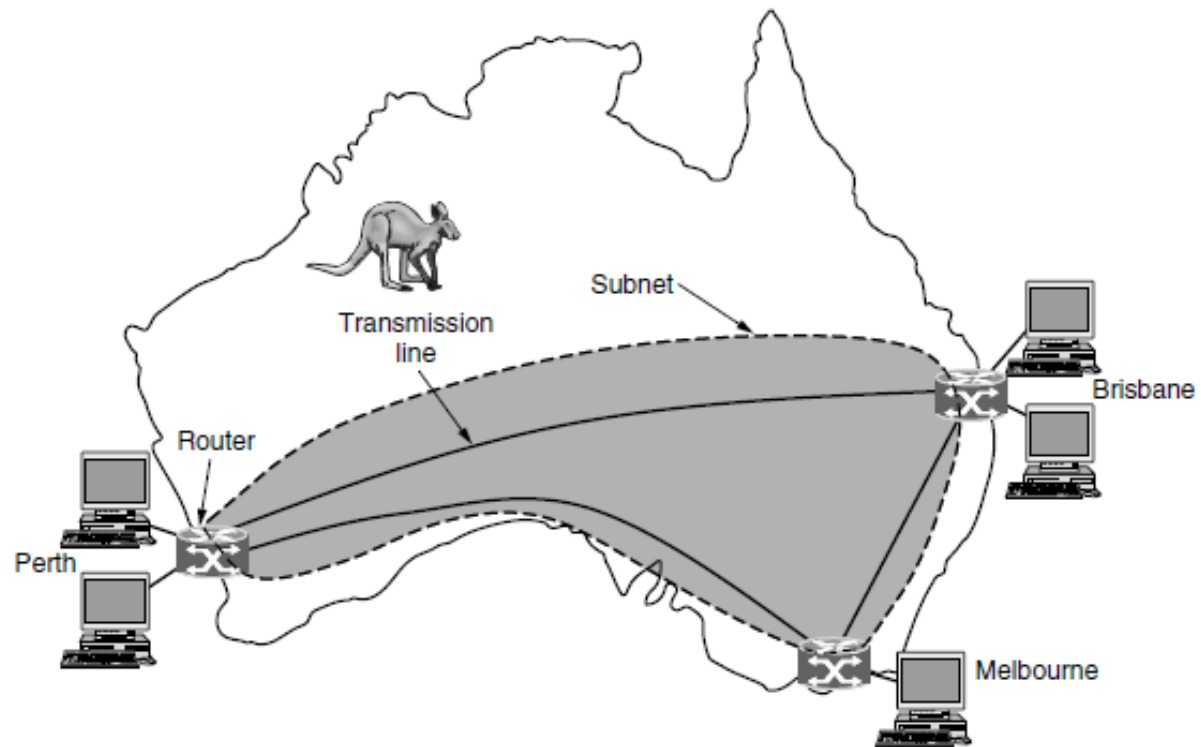 Subnet
Transmission
line
Brisbane
Router
Perth
Melbourne